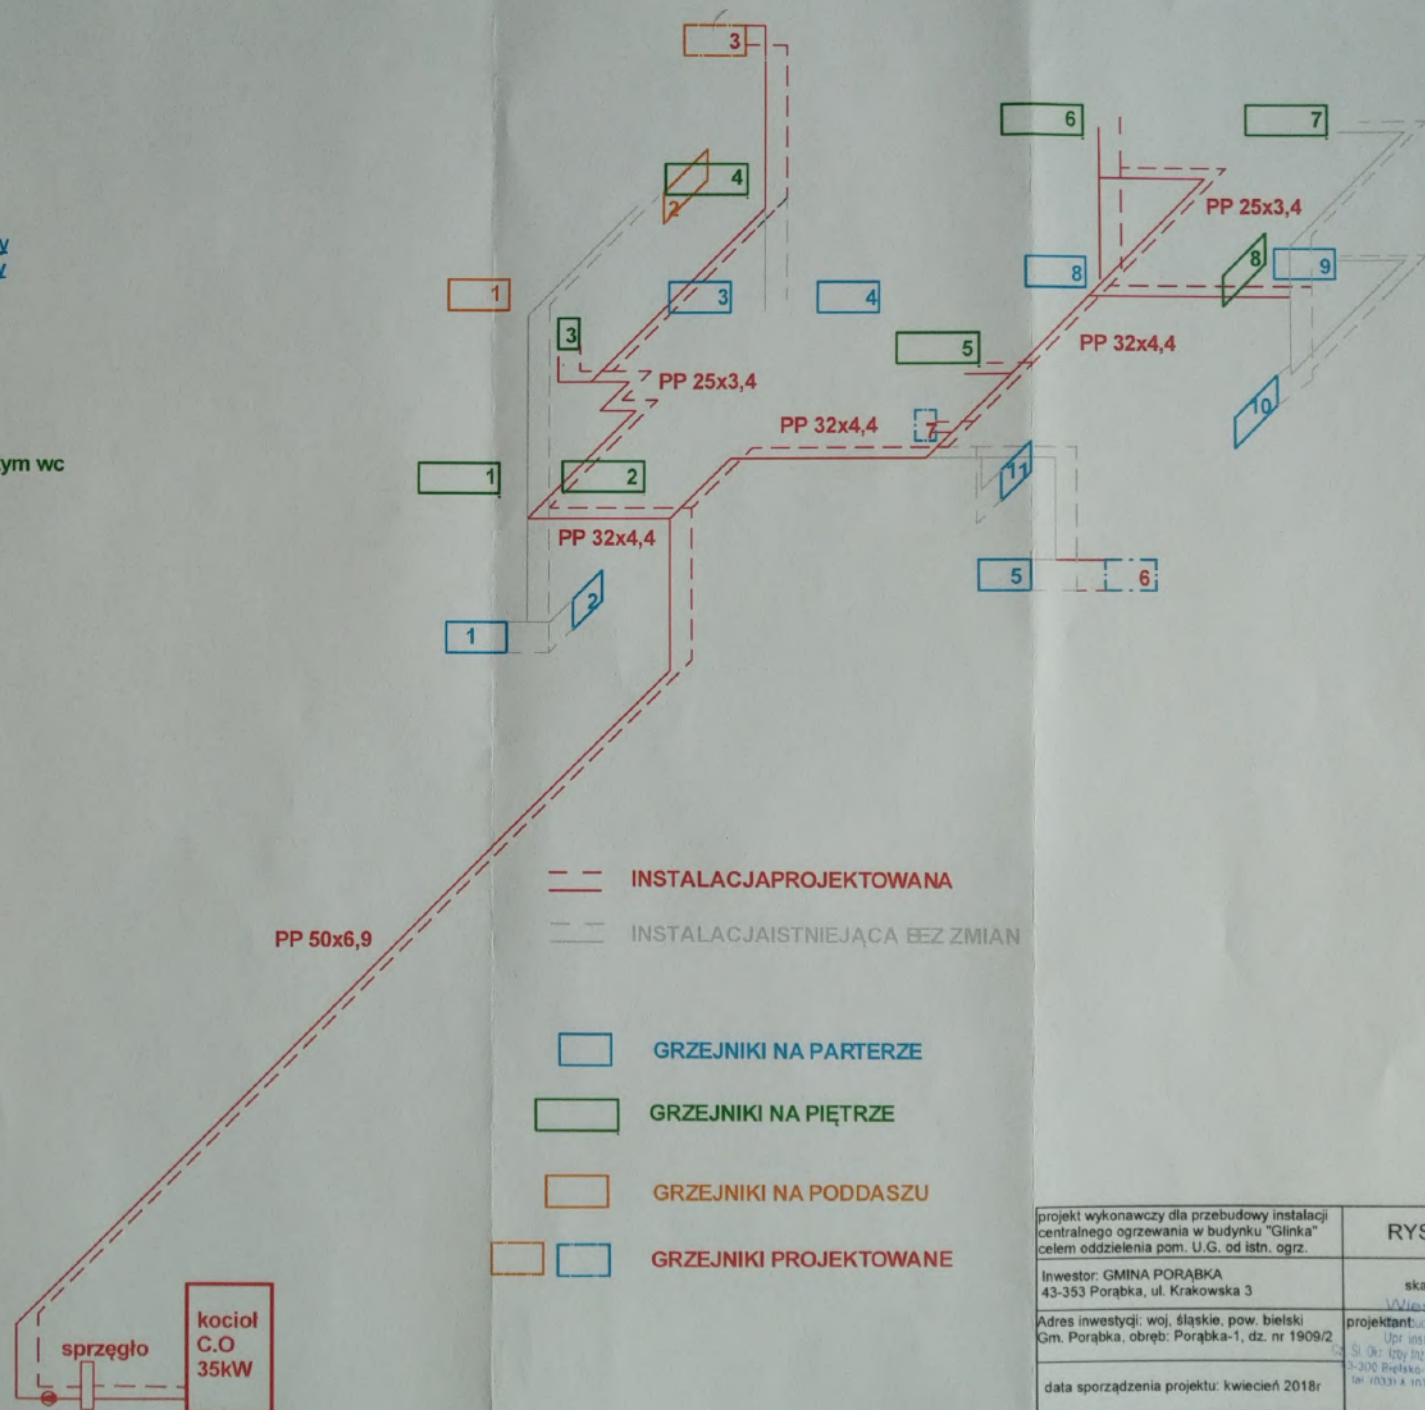 3
6
7
4
2
PP 25x3,4
8
9
8
1
3
4
3
5
PP 32x4,4
PP 25x3,4
10
PP 32x4,4
7
ym wc
1
2
11
PP 32x4,4
5
6
2
1
INSTALACJAPROJEKTOWANA
PP 50x6,9
INSTALACJAISTNIEJĄCA BEZ ZMIAN
GRZEJNIKI NA PARTERZE
GRZEJNIKI NA PIĘTRZE
GRZEJNIKI NA PODDASZU
GRZEJNIKI PROJEKTOWANE
kocioł
C.O
35kW
sprzęgło
projekt wykonawczy dla przebudowy instalacji
centralnego ogrzewania w budynku "Glinka"
celem oddzielenia pom. U.G. od istn. ogrz.
RYS
Inwestor: GMINA PORĄBKA
43-353 Porąbka, ul. Krakowska 3
ska
Adres inwestycji: woj. śląskie, pow. bielski
Gm. Porąbka, obręb: Porąbka-1, dz. nr 1909/2
projektant:
data sporządzenia projektu: kwiecień 2018r